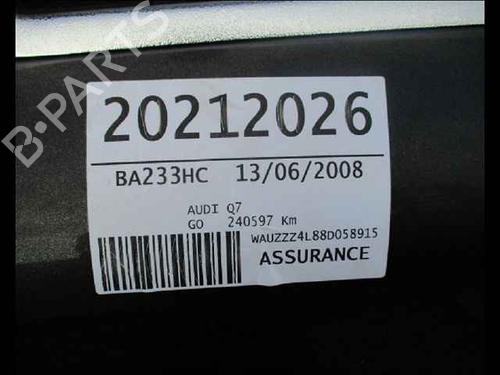 B-PARTS
20212026
BA233HC 13/06/2008
AUDI Q7
GO 240597 Km
WAUZZZ4L88D058915
ASSURANCE